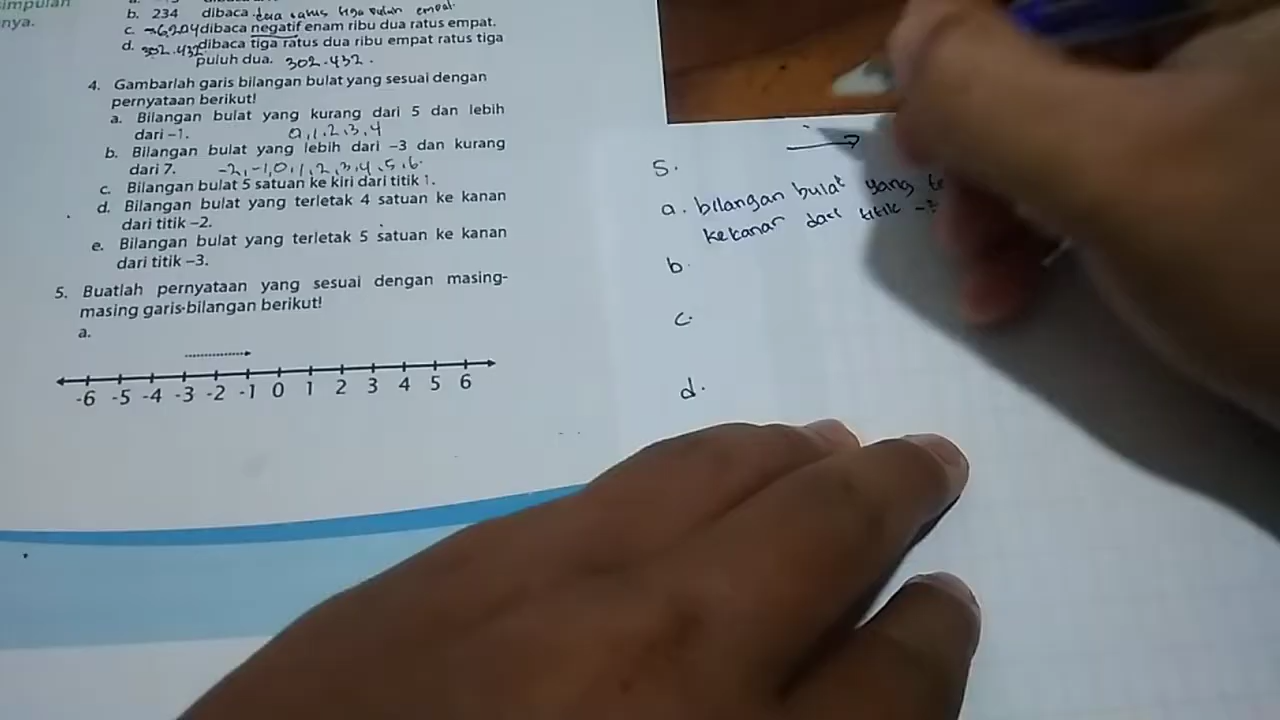 simpulan
nya.
b. 234 dibaca dua ratus tiga puluh empat.
c. -6204 dibaca negatif enam ribu dua ratus empat.
d. 302.432 dibaca tiga ratus dua ribu empat ratus tiga
puluh dua. 302.432.
4. Gambarlah garis bilangan bulat yang sesuai dengan
pernyataan berikut!
a. Bilangan bulat yang kurang dari 5 dan lebih
dari –1. 0, 1, 2, 3, 4
b. Bilangan bulat yang lebih dari –3 dan kurang
dari 7. -2, -1, 0, 1, 2, 3, 4, 5, 6.
c. Bilangan bulat 5 satuan ke kiri dari titik 1.
d. Bilangan bulat yang terletak 4 satuan ke kanan
dari titik –2.
e. Bilangan bulat yang terletak 5 satuan ke kanan
dari titik –3.
5. Buatlah pernyataan yang sesuai dengan masing-
masing garis bilangan berikut!
a.
-6 -5 -4 -3 -2 -1 0 1 2 3 4 5 6
5.
a. bilangan bulat yang
kekanan dari titik
b.
c.
d.